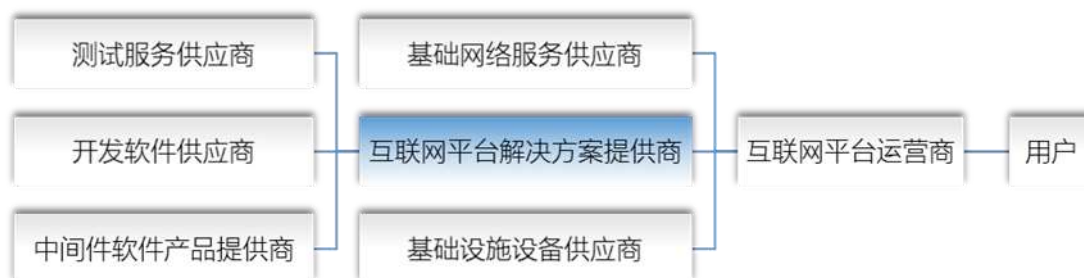 测试服务供应商
基础网络服务供应商
开发软件供应商
互联网平台解决方案提供商
互联网平台运营商
用户
中间件软件产品提供商
基础设施设备供应商